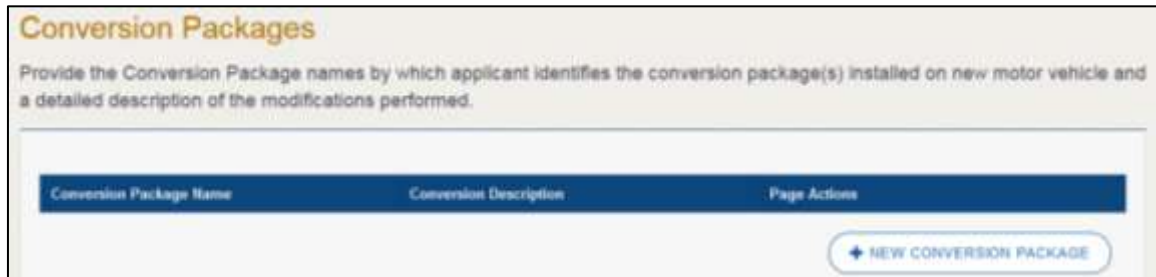 Conversion Packages
Provide the Conversion Package names by which applicant identifies the conversion package(s) installed on new motor vehicle and
a detailed description of the modifications performed.
Conversion Package Name Conversion Description Page Actions
+ NEW CONVERSION PACKAGE